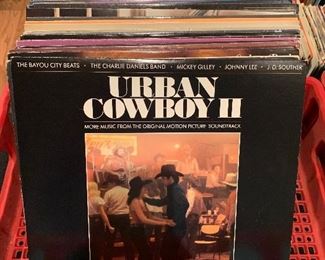 THE BAYOU CITY BEATS · THE CHARLIE DANIELS BAND · MICKEY GILLEY · JOHNNY LEE · J.D. SOUTHER
URBAN
COWBOY II
MORE MUSIC FROM THE ORIGINAL MOTION PICTURE SOUNDTRACK